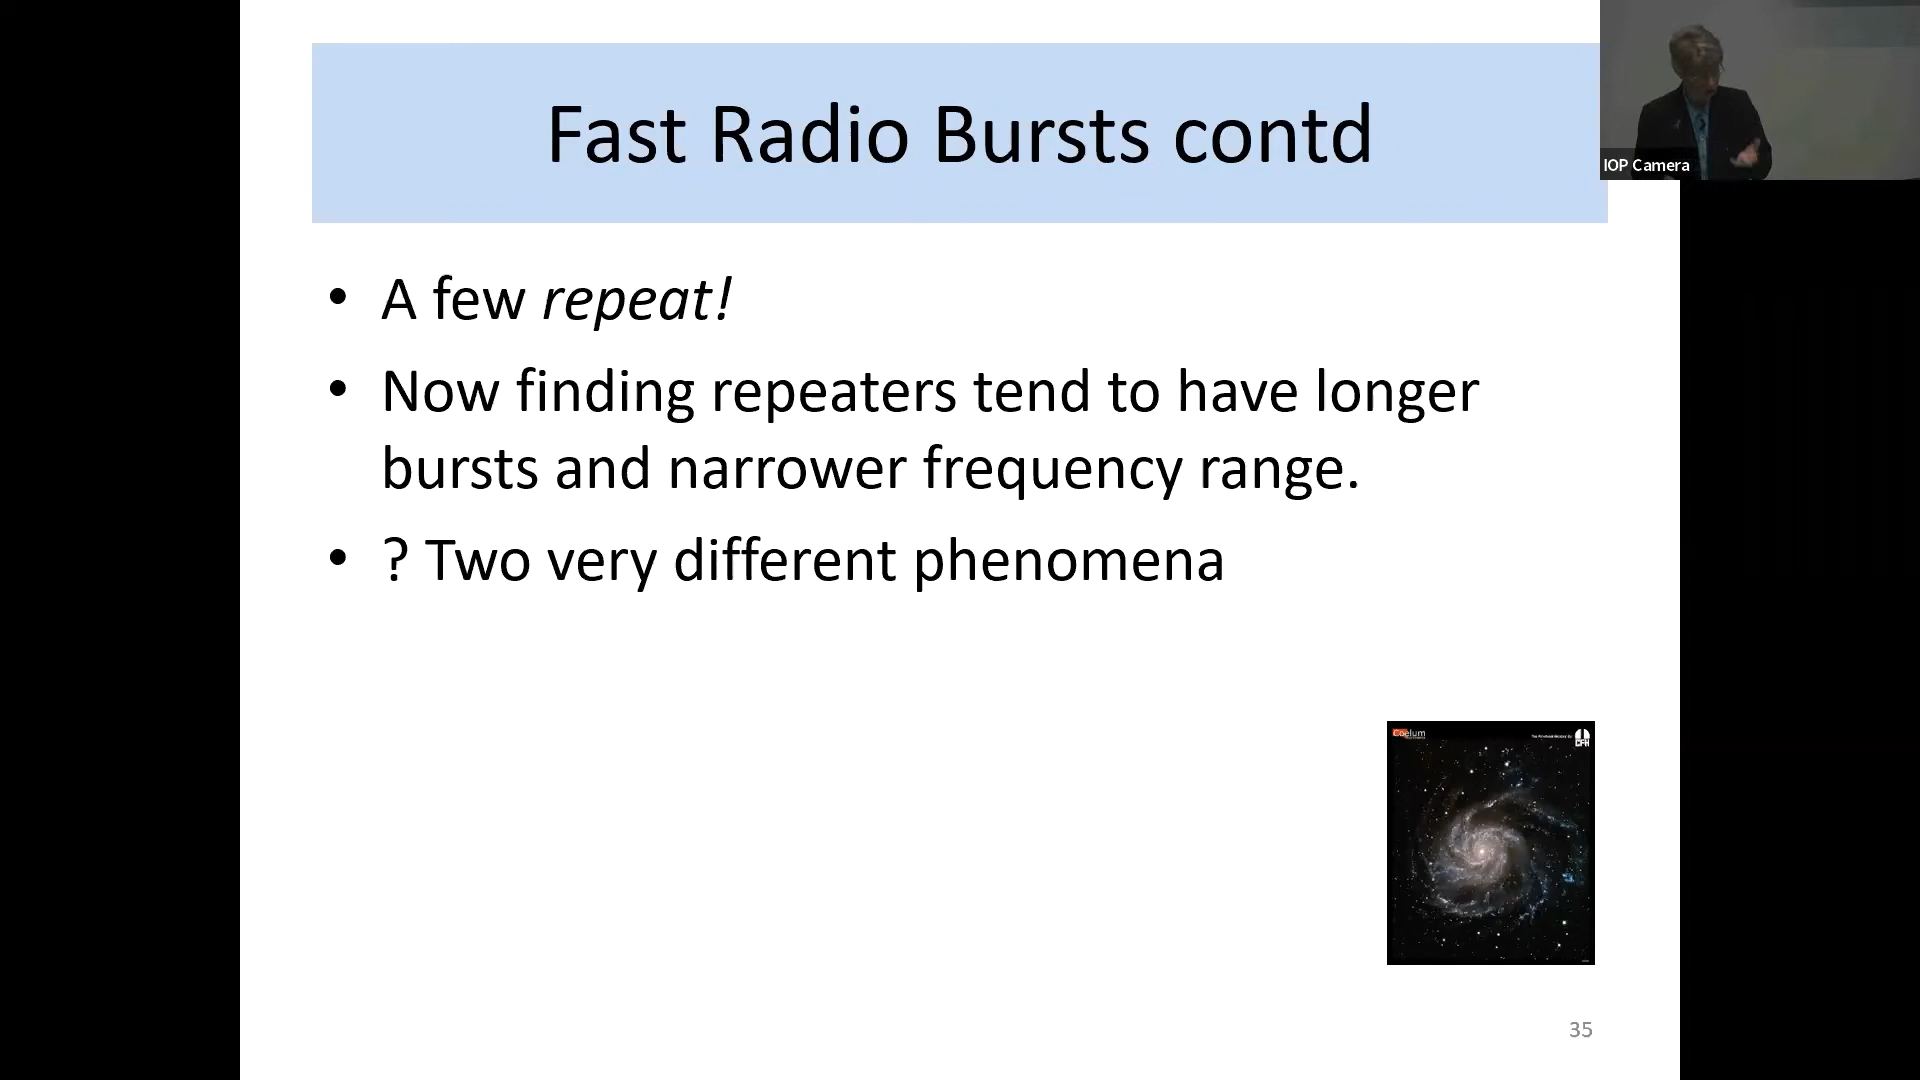 Fast Radio Bursts contd
IOP Camera
• A few repeat!
• Now finding repeaters tend to have longer
bursts and narrower frequency range.
• ? Two very different phenomena
Coelum
35